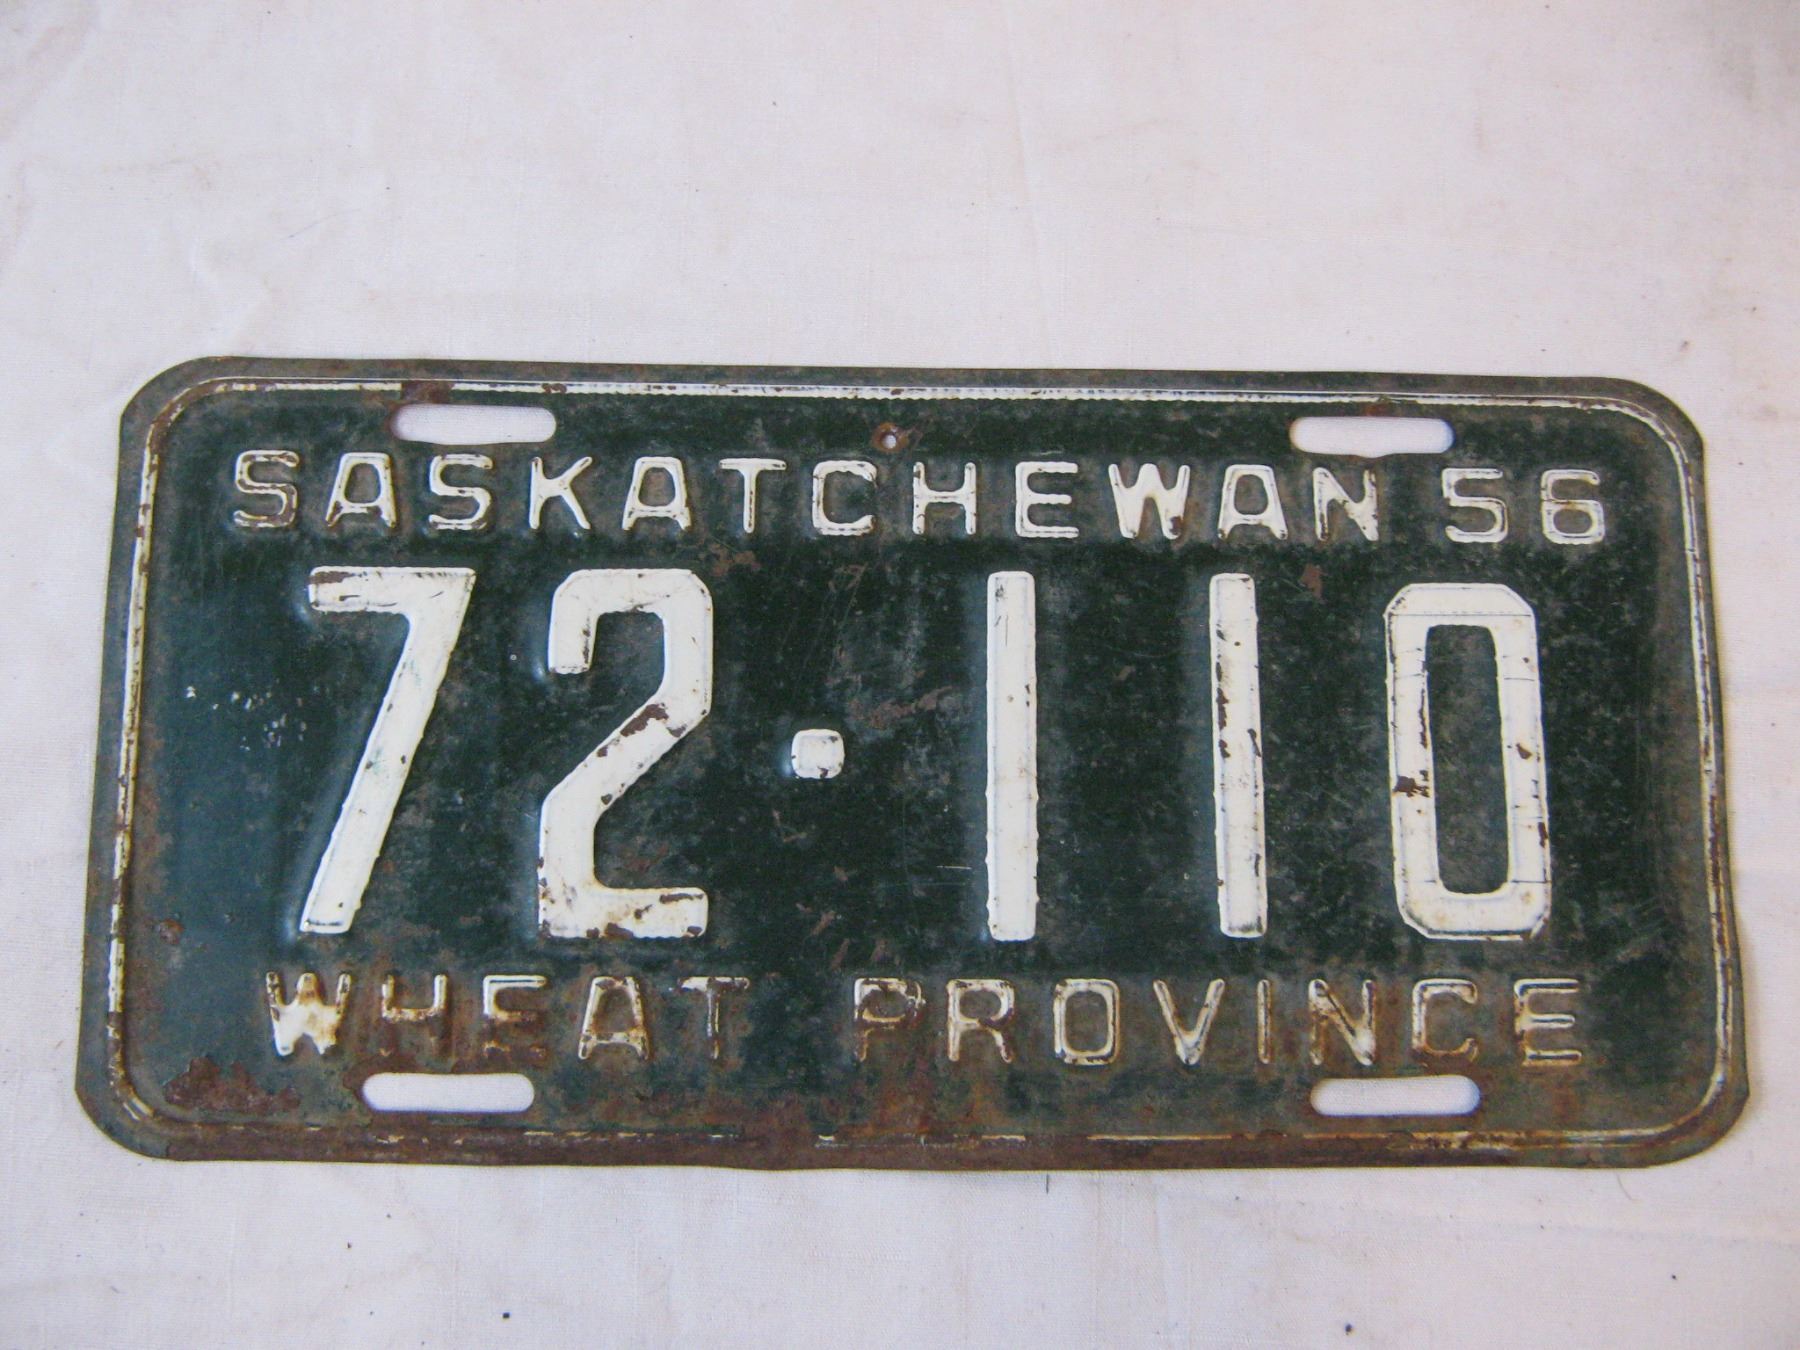 SASKATCHEWAN 56
72·110
WHEAT PROVINCE